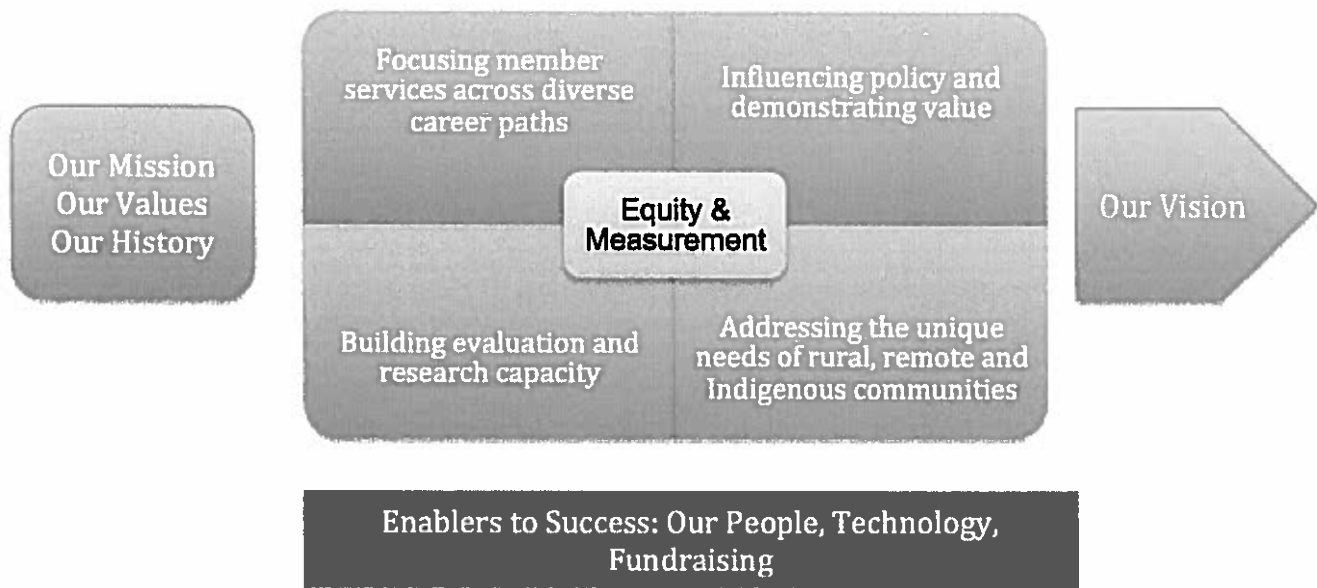 Our Mission
Our Values
Our History
Focusing member
services across diverse
career paths
Influencing policy and
demonstrating value
Equity &
Measurement
Building evaluation and
research capacity
Addressing the unique
needs of rural, remote and
Indigenous communities
Our Vision
Enablers to Success: Our People, Technology,
Fundraising